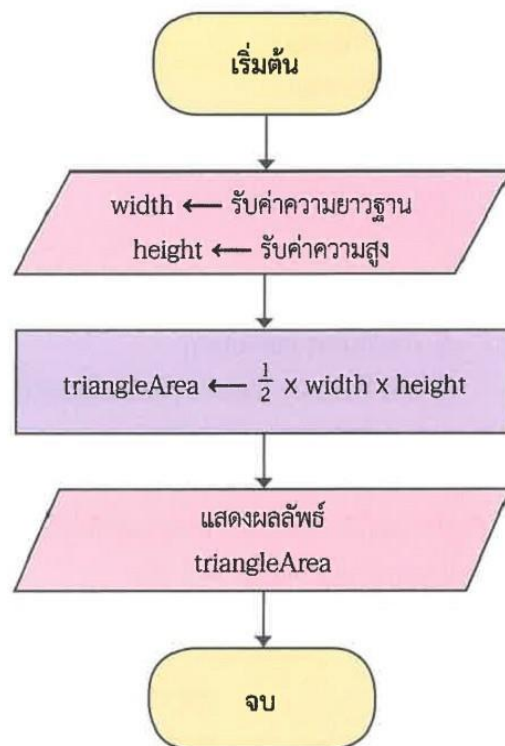 เริ่มต้น
width ← รับค่าความยาวฐาน
height ← รับค่าความสูง
triangleArea ← 1/2 x width x height
แสดงผลลัพธ์
triangleArea
จบ